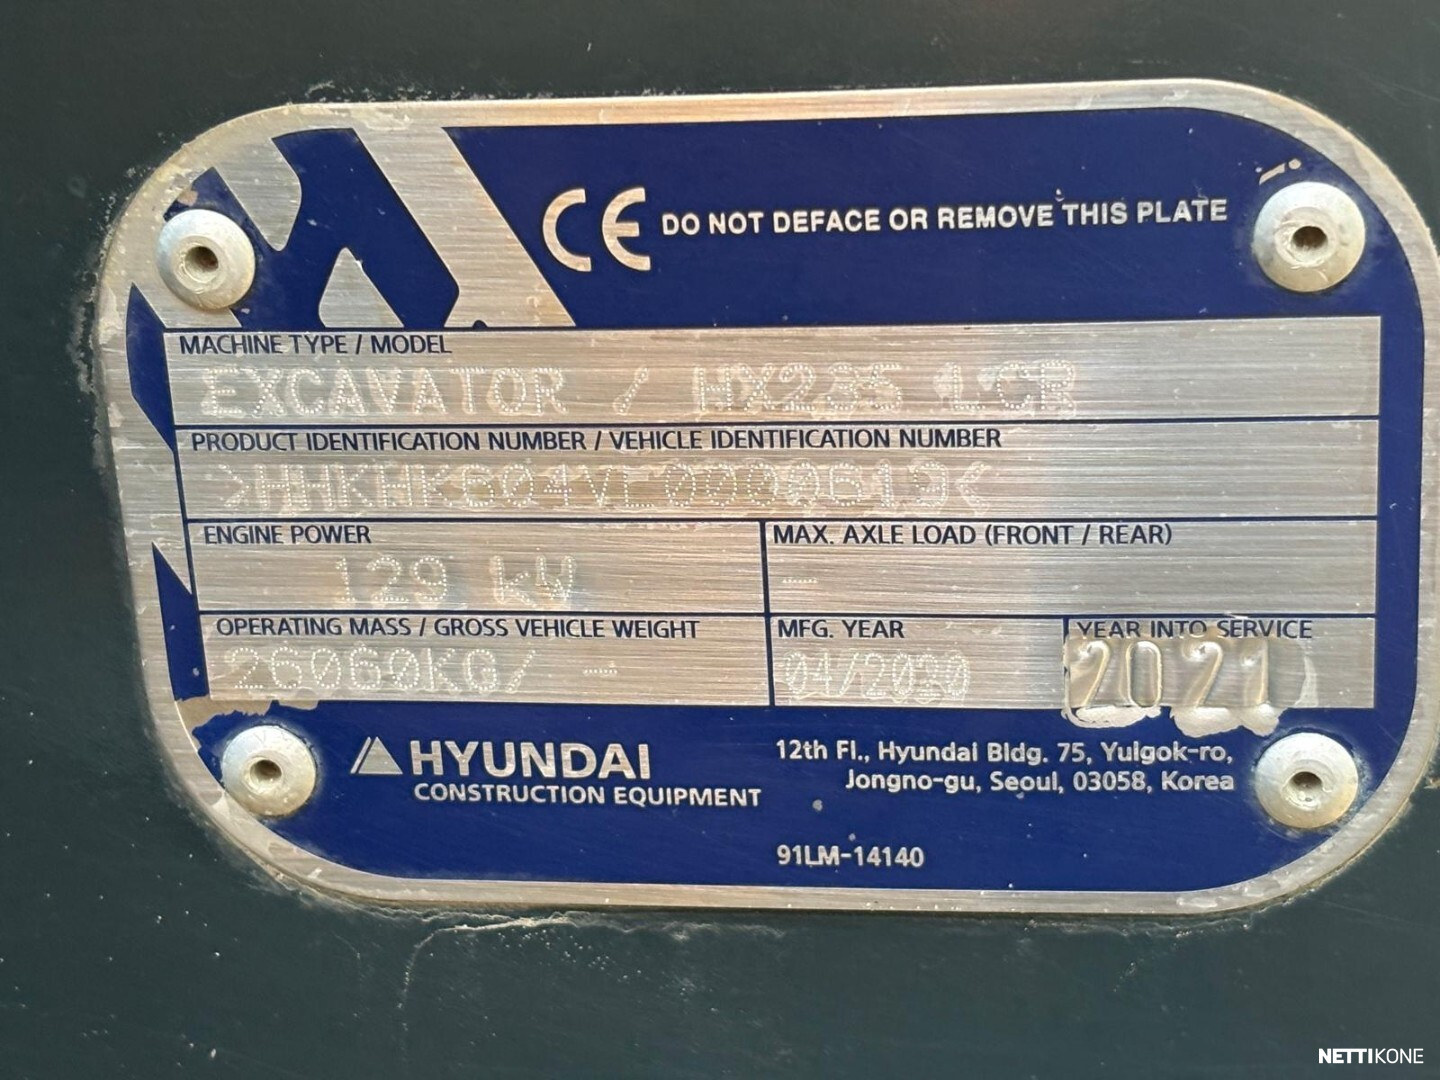 CE DO NOT DEFACE OR REMOVE THIS PLATE
MACHINE TYPE / MODEL
EXCAVATOR / HX235 LCR
PRODUCT IDENTIFICATION NUMBER / VEHICLE IDENTIFICATION NUMBER
ENGINE POWER
129 kW
MAX. AXLE LOAD (FRONT / REAR)
-
OPERATING MASS / GROSS VEHICLE WEIGHT
26060KG/ -
MFG. YEAR
04/2020
YEAR INTO SERVICE
2021
HYUNDAI
CONSTRUCTION EQUIPMENT
12th Fl., Hyundai Bldg. 75, Yulgok-ro,
Jongno-gu, Seoul, 03058, Korea
91LM-14140
NETTIKONE